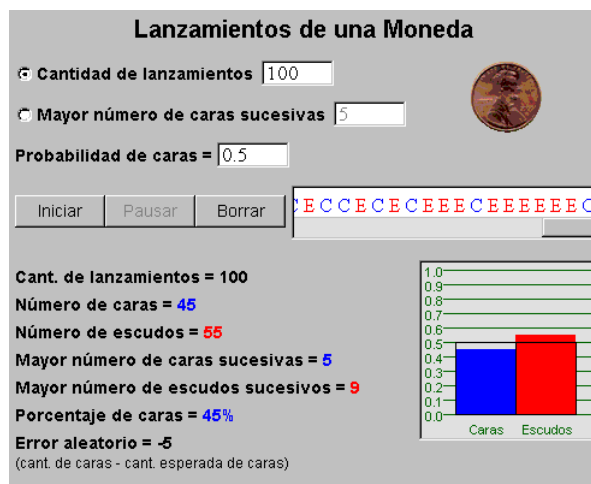 Lanzamientos de una Moneda
Cantidad de lanzamientos 100
Mayor número de caras sucesivas 5
Probabilidad de caras = 0.5
Iniciar Pausar Borrar
E C C E C E C E E E C E E E E E E C
Cant. de lanzamientos = 100
Número de caras = 45
Número de escudos = 55
Mayor número de caras sucesivas = 5
Mayor número de escudos sucesivos = 9
Porcentaje de caras = 45%
Error aleatorio = -5
(cant. de caras - cant. esperada de caras)
1.0
0.9
0.8
0.7
0.6
0.5
0.4
0.3
0.2
0.1
0.0
Caras Escudos